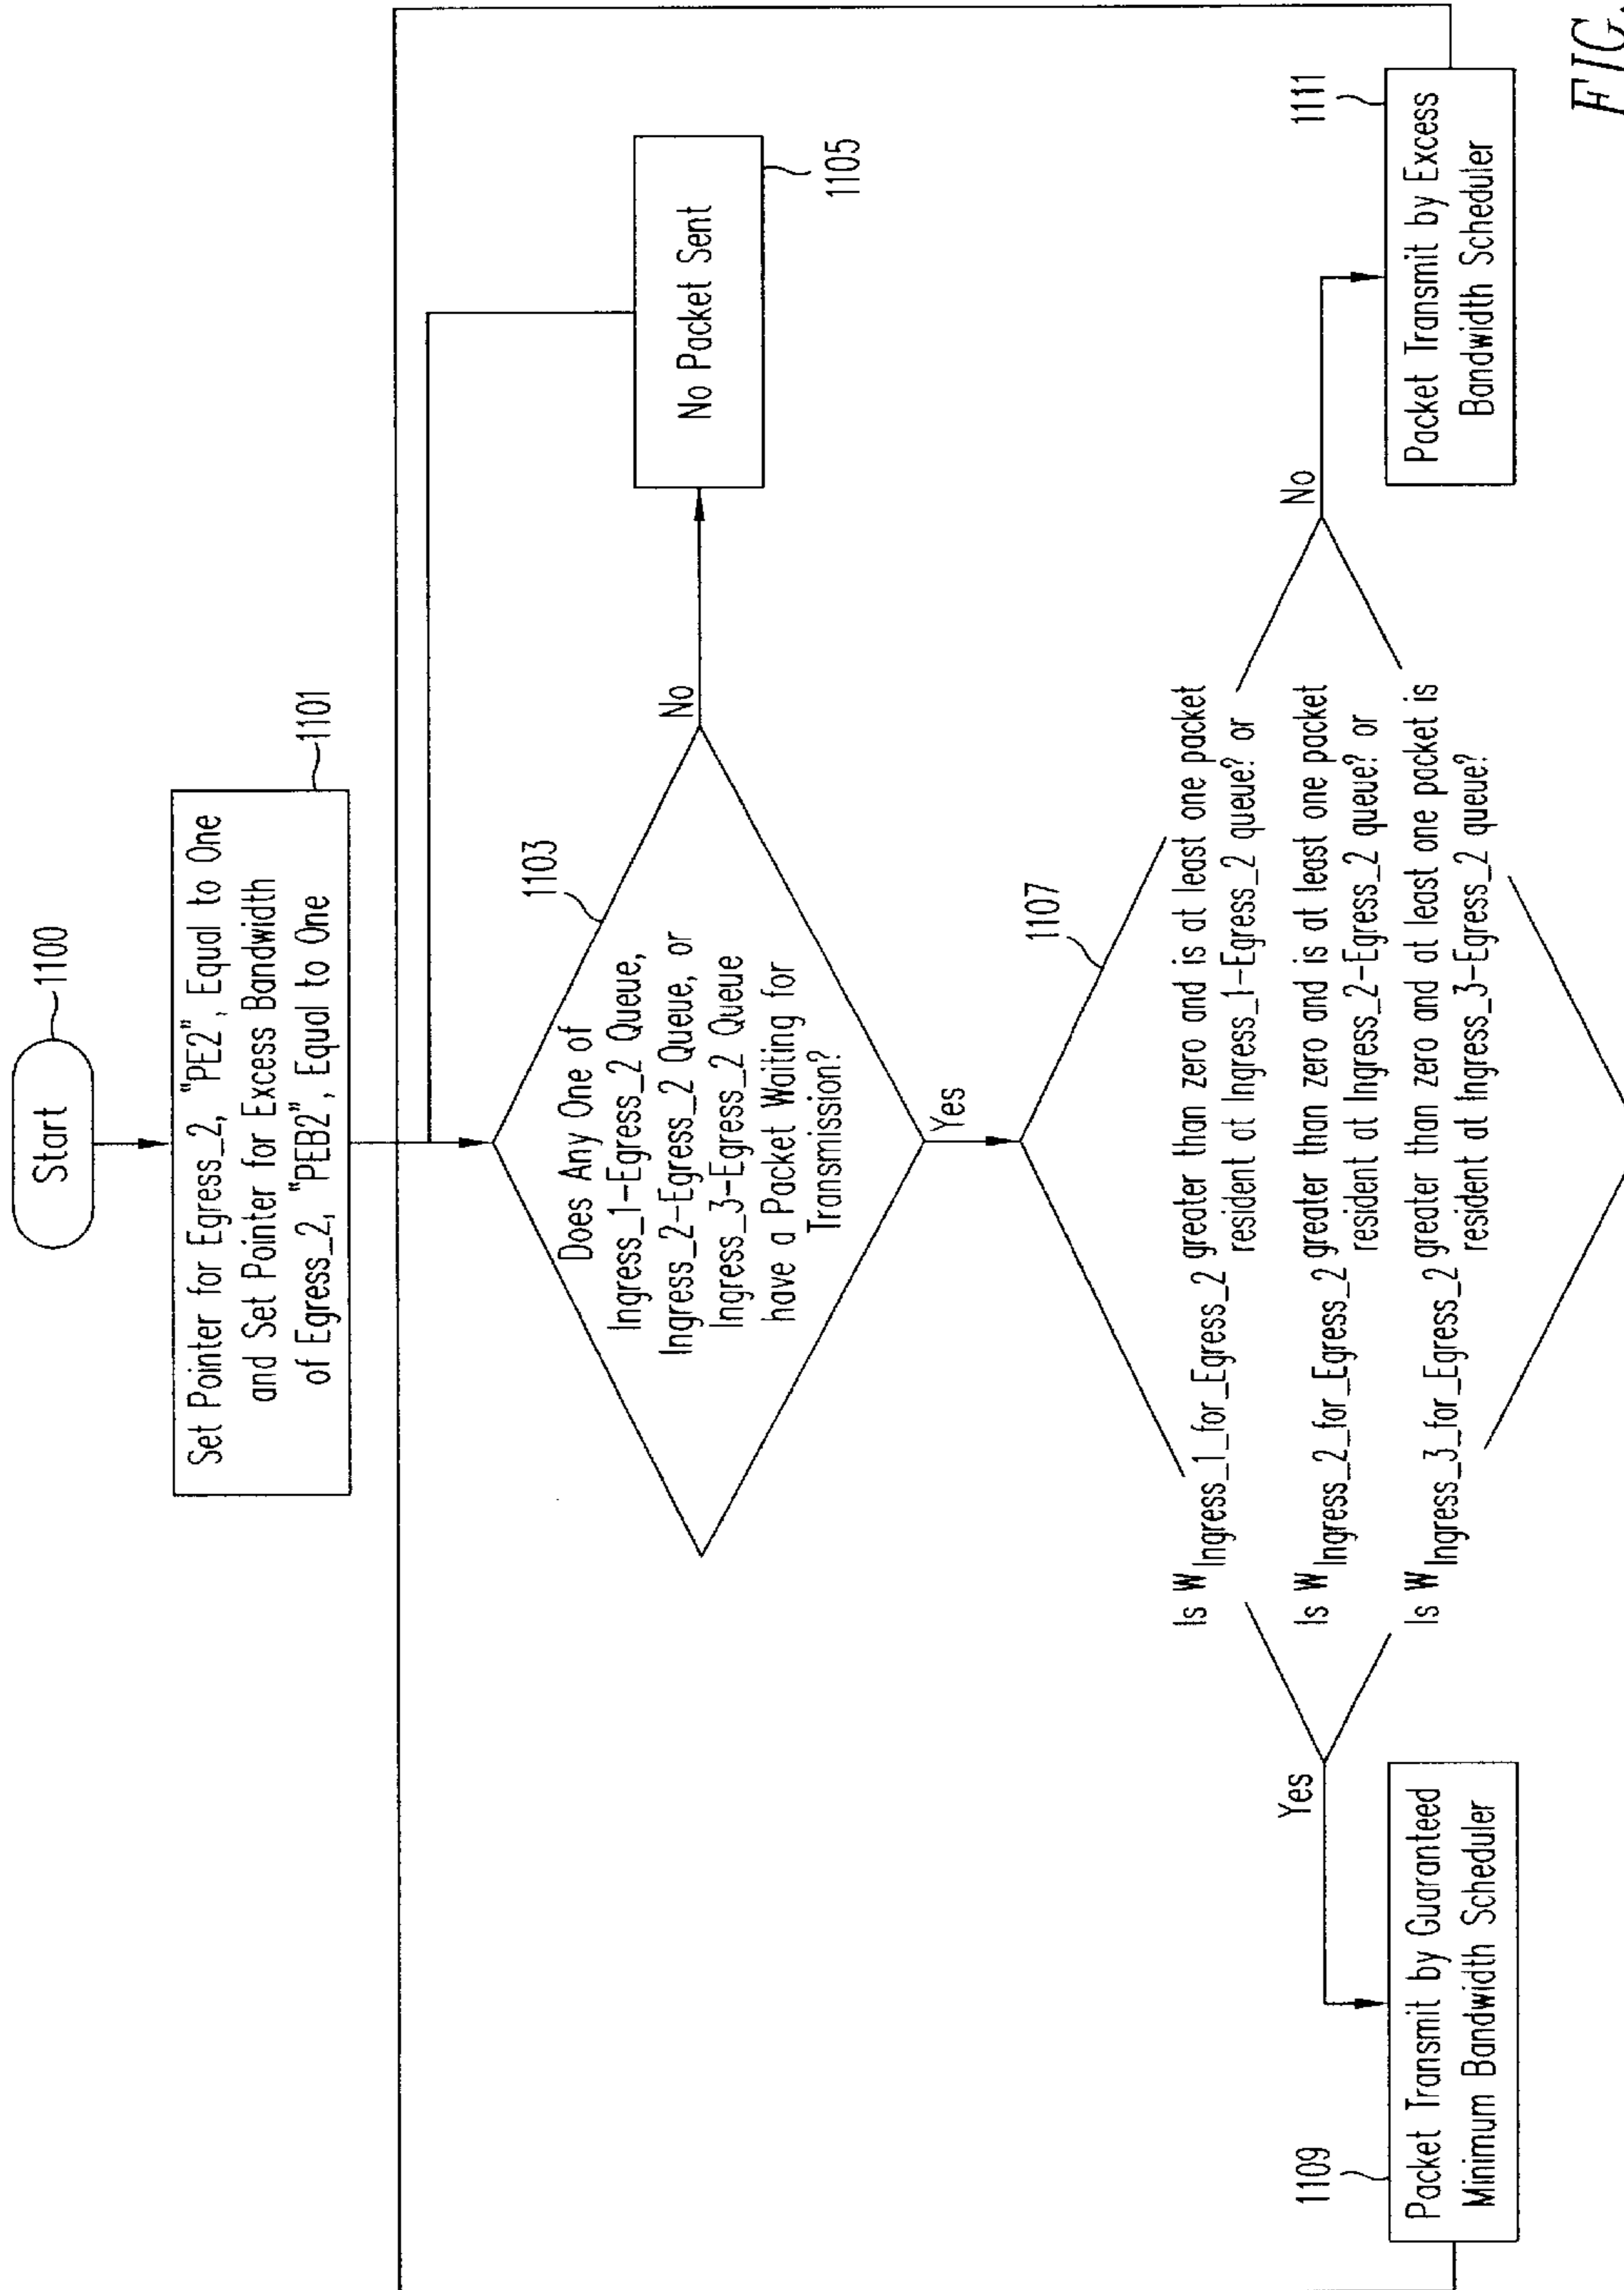 Start
1100
Set Pointer for Egress_2, "PE2", Equal to One
and Set Pointer for Excess Bandwidth
of Egress_2, "PEB2", Equal to One
1101
1103
Does Any One of
Ingress_1-Egress_2 Queue,
Ingress_2-Egress_2 Queue, or
Ingress_3-Egress_2 Queue
have a Packet Waiting for
Transmission?
No
No Packet Sent
1105
Yes
1107
Is W Ingress_1_for_Egress_2 greater than zero and is at least one packet
resident at Ingress_1-Egress_2 queue? or
Is W Ingress_2_for_Egress_2 greater than zero and is at least one packet
resident at Ingress_2-Egress_2 queue? or
Is W Ingress_3_for_Egress_2 greater than zero and at least one packet is
resident at Ingress_3-Egress_2 queue?
Yes
No
1109
Packet Transmit by Guaranteed
Minimum Bandwidth Scheduler
1111
Packet Transmit by Excess
Bandwidth Scheduler
FIG.